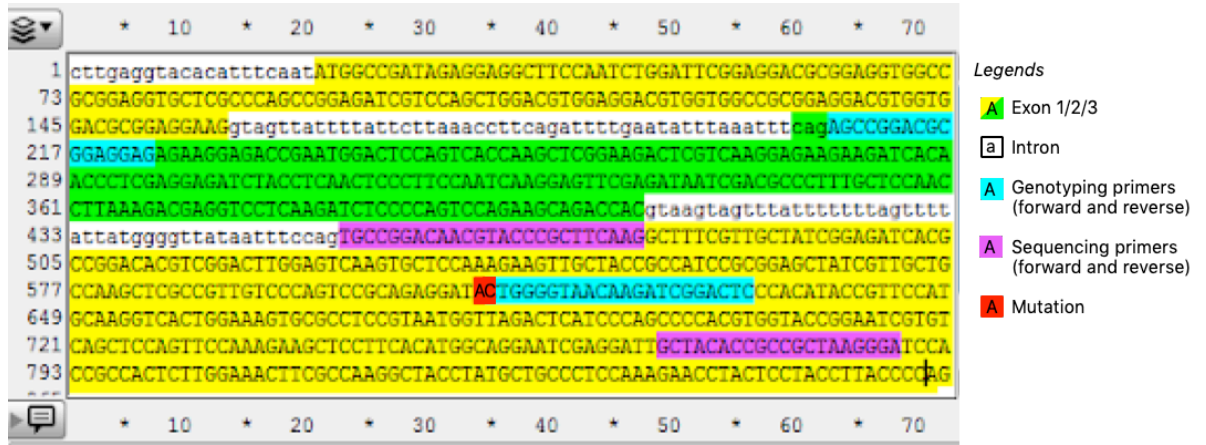 * 10 * 20 * 30 * 40 * 50 * 60 * 70
1 cttgaggtacacatttcaatATGGCCGATAGAGGAGGCTTCCAATCTGGATTCGGAGGACGCGGAGGTGGCC
73 GCGGAGGTGCTCGCCCAGCCGGAGATCGTCCAGCTGGACGTGGAGGACGTGGTGGCCGCGGAGGACGTGGTG
145 GACGCGGAGGAAGgtagttattttattcttaaaccttcagattttgaatatttaaatttcagAGCCGGACGC
217 GGAGGAGAGAAGGAGACCGAATGGACTCCAGTCACCAAGCTCGGAAGACTCGTCAAGGAGAAGAAGATCACA
289 ACCCTCGAGGAGATCTACCTCAACTCCCTTCCAATCAAGGAGTTCGAGATAATCGACGCCCTTTGCTCCAAC
361 CTTAAAGACGAGGTCCTCAAGATCTCCCCAGTCCAGAAGCAGACCACgtaagtagtttatttttttagtttt
433 attatggggttataatttccagTGCCGGACAACGTACCCGCTTCAAGGCTTTCGTTGCTATCGGAGATCACG
505 CCGGACACGTCGGACTTGGAGTCAAGTGCTCCAAAGAAGTTGCTACCGCCATCCGCGGAGCTATCGTTGCTG
577 CCAAGCTCGCCGTTGTCCCAGTCCGCAGAGGATACTGGGGTAACAAGATCGGACTCCCACATACCGTTCCAT
649 GCAAGGTCACTGGAAAGTGCGCCTCCGTAATGGTTAGACTCATCCCAGCCCCACGTGGTACCGGAATCGTGT
721 CAGCTCCAGTTCCAAAGAAGCTCCTTCACATGGCAGGAATCGAGGATTGCTACACCGCCGCTAAGGGATCCA
793 CCGCCACTCTTGGAAACTTCGCCAAGGCTACCTATGCTGCCCTCCAAAGAACCTACTCCTACCTTACCCCAG
* 10 * 20 * 30 * 40 * 50 * 60 * 70
Legends
A Exon 1/2/3
a Intron
A Genotyping primers
(forward and reverse)
A Sequencing primers
(forward and reverse)
A Mutation